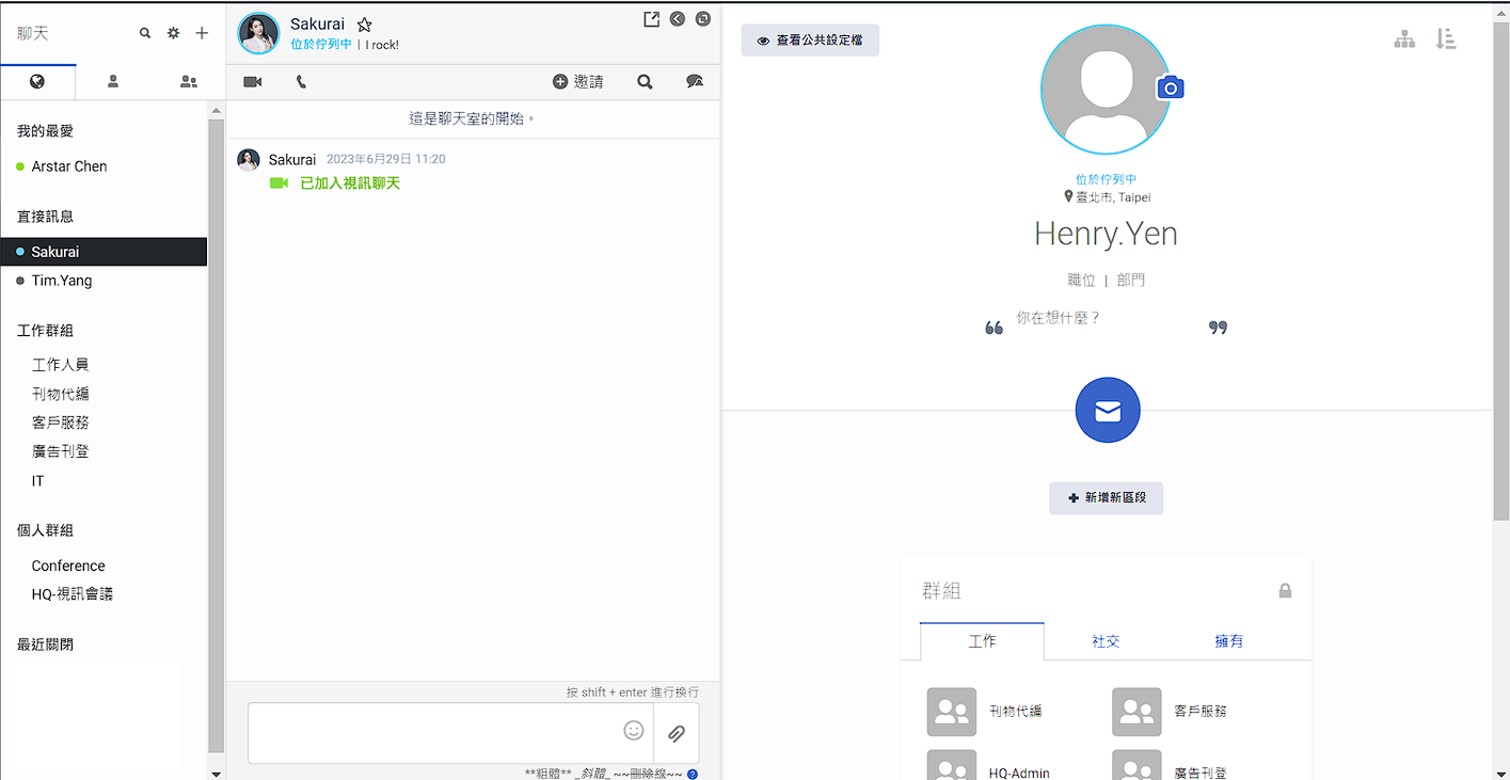 聊天
我的最愛
Arstar Chen
直接訊息
Sakurai
Tim.Yang
工作群組
工作人員
刊物代編
客戶服務
廣告刊登
IT
個人群組
Conference
HQ-視訊會議
最近關閉
Sakurai
位於佇列中 | I rock!
邀請
這是聊天室的開始。
Sakurai 2023年6月29日 11:20
已加入視訊聊天
按 shift + enter 進行換行
**粗體** _斜體_ ~~刪除線~~
查看公共設定檔
位於佇列中
臺北市, Taipei
Henry.Yen
職位 | 部門
❝ 你在想什麼？ ❞
新增新區段
群組
工作 社交 擁有
刊物代編 客戶服務
HQ-Admin 廣告刊登